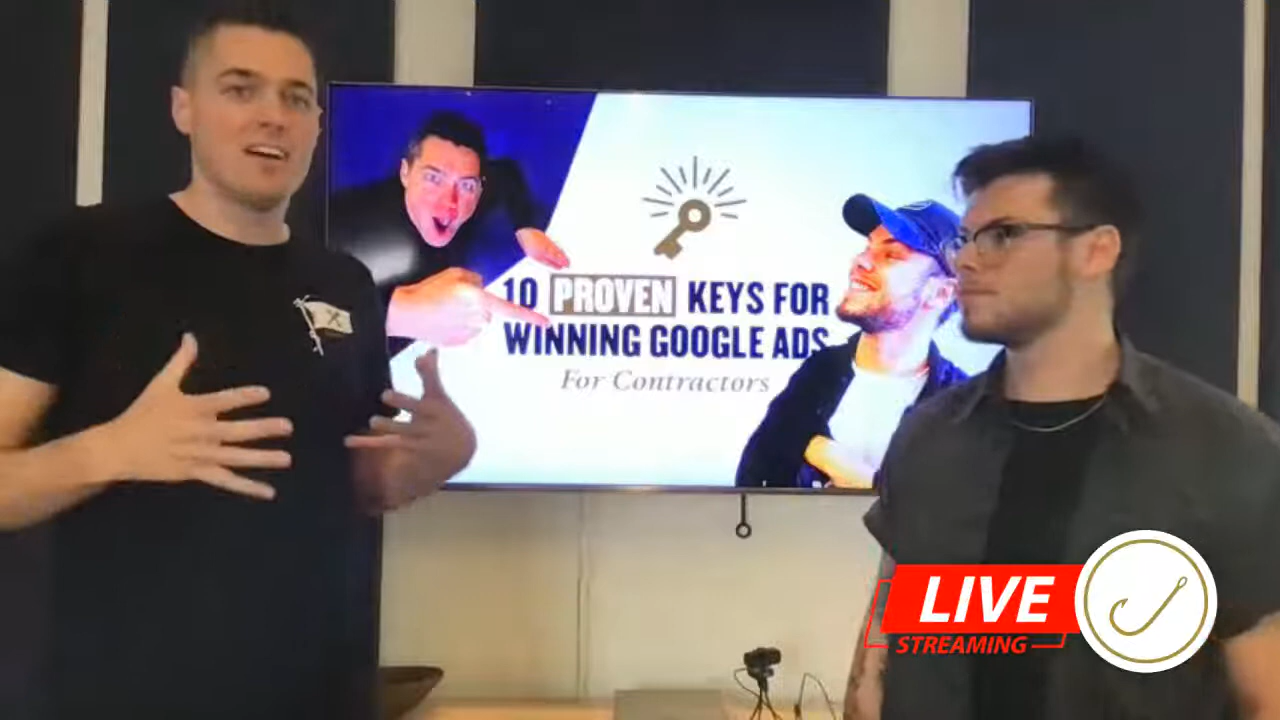 10 PROVEN KEYS FOR
WINNING GOOGLE ADS
For Contractors
LIVE
STREAMING